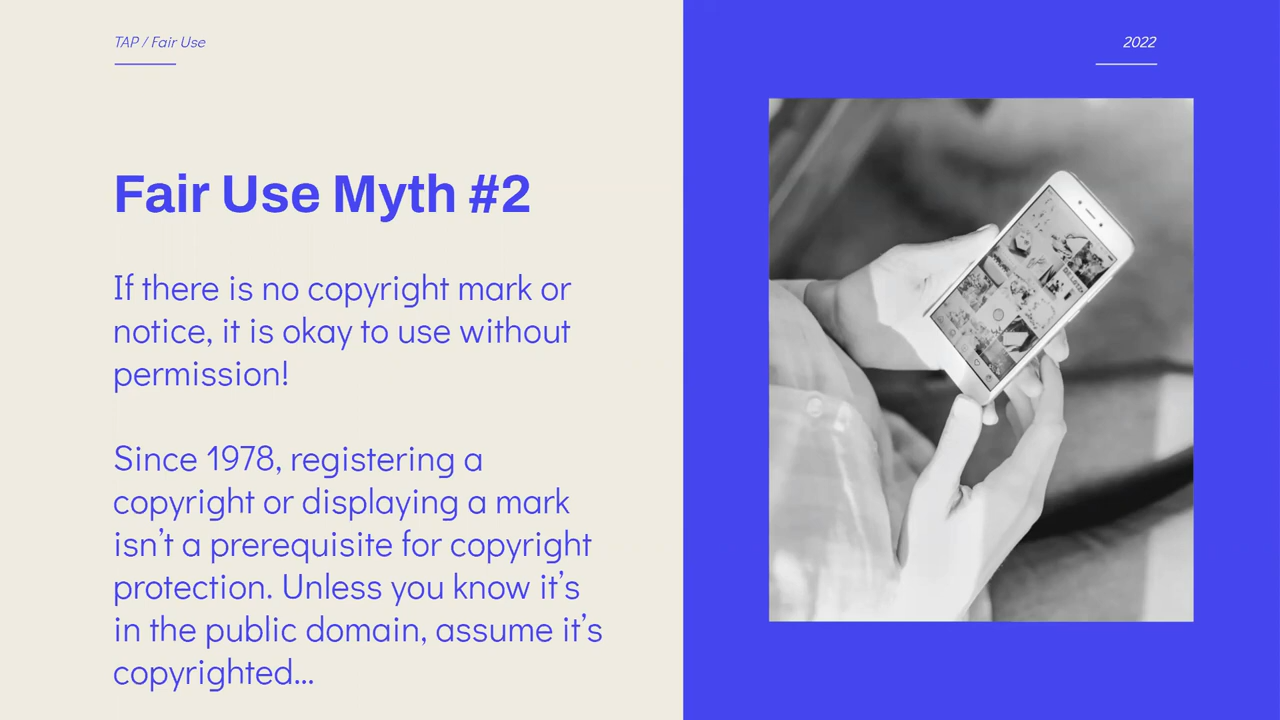 TAP / Fair Use
2022
Fair Use Myth #2
If there is no copyright mark or
notice, it is okay to use without
permission!
Since 1978, registering a
copyright or displaying a mark
isn’t a prerequisite for copyright
protection. Unless you know it’s
in the public domain, assume it’s
copyrighted...